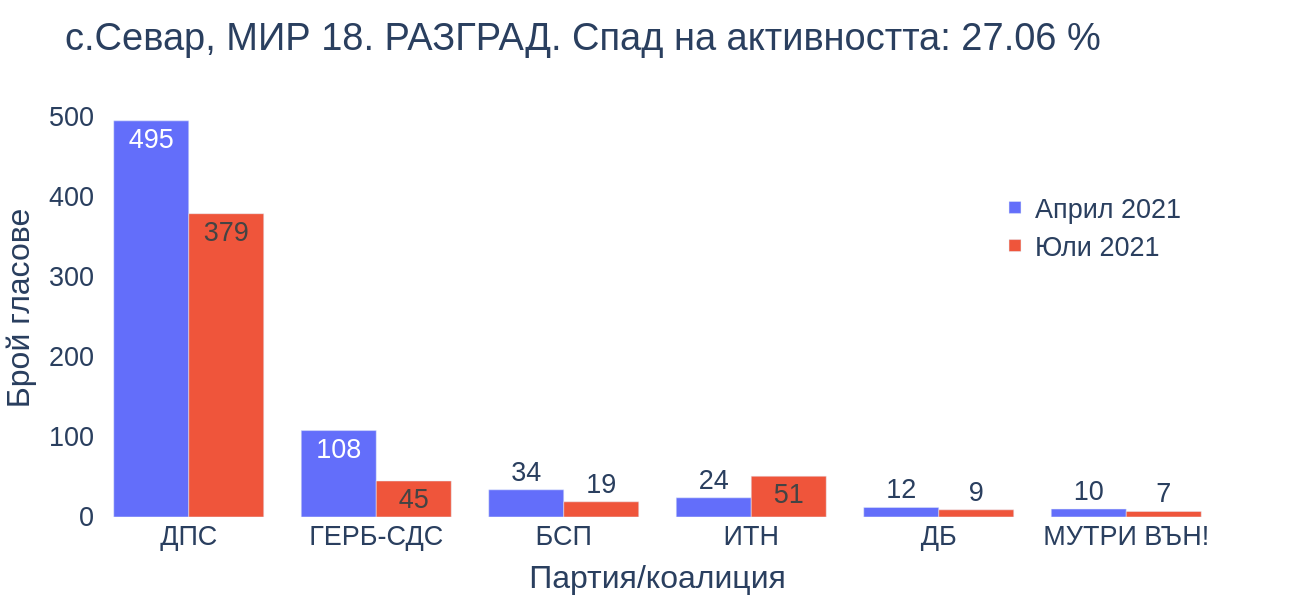 с.Севар, МИР 18. РАЗГРАД. Спад на активността: 27.06 %
Брой гласове
500
400
300
200
100
0
495
379
108
45
34
19
24
51
12
9
10
7
Април 2021
Юли 2021
ДПС
ГЕРБ-СДС
БСП
ИТН
ДБ
МУТРИ ВЪН!
Партия/коалиция